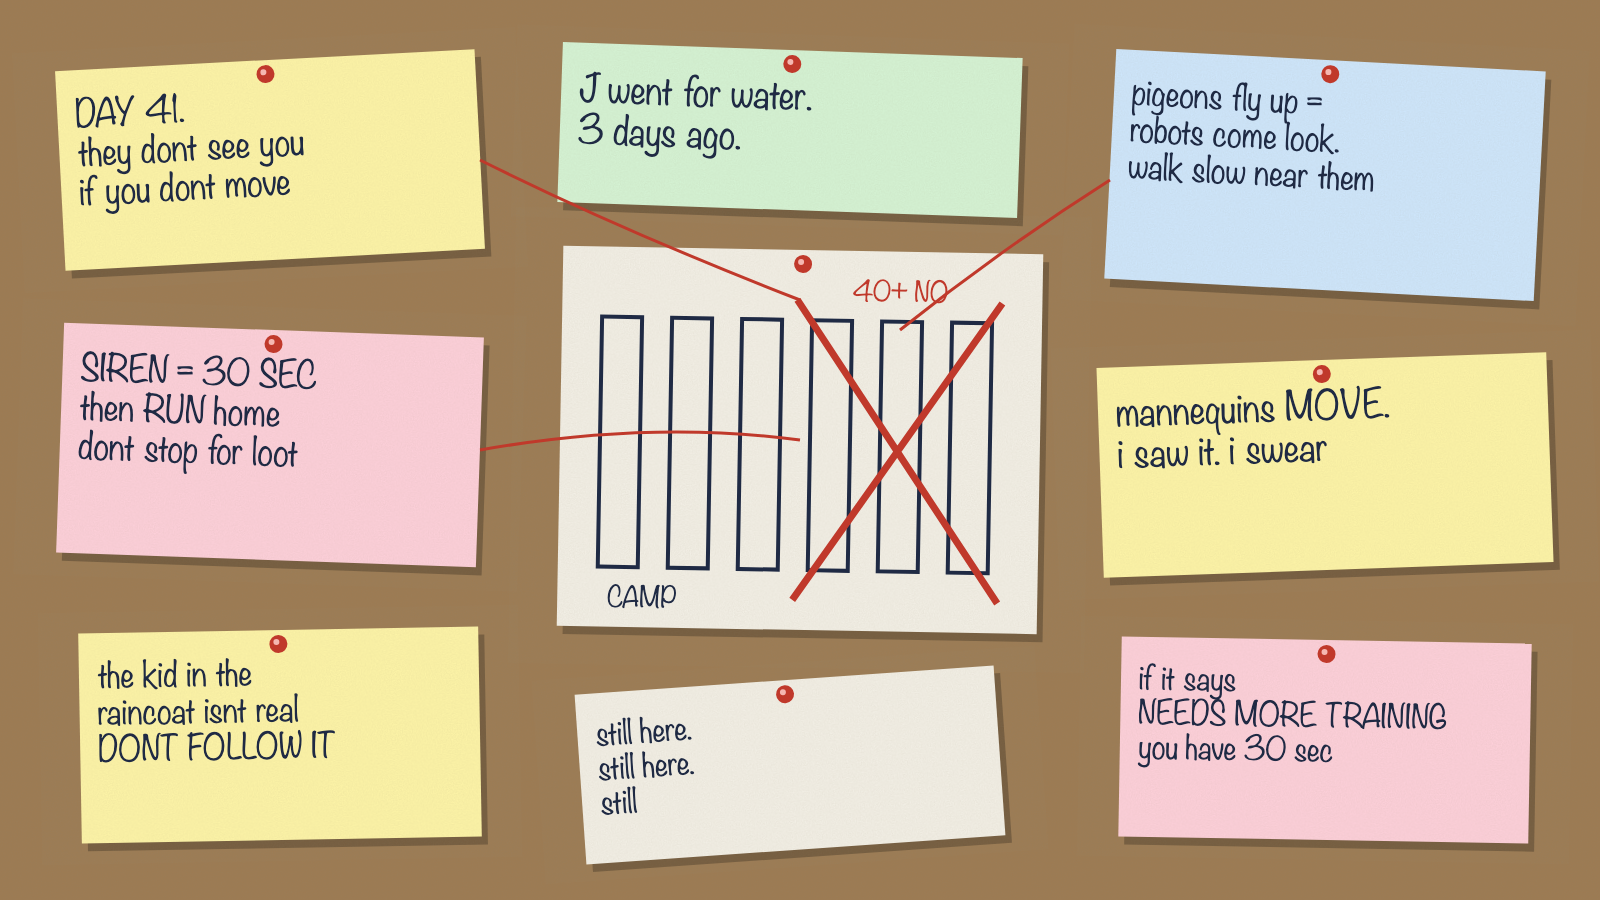 DAY 41.
they dont see you
if you dont move
J went for water.
3 days ago.
pigeons fly up =
robots come look.
walk slow near them
SIREN = 30 SEC
then RUN home
dont stop for loot
40+ NO
CAMP
mannequins MOVE.
i saw it. i swear
the kid in the
raincoat isnt real
DONT FOLLOW IT
still here.
still here.
still
if it says
NEEDS MORE TRAINING
you have 30 sec